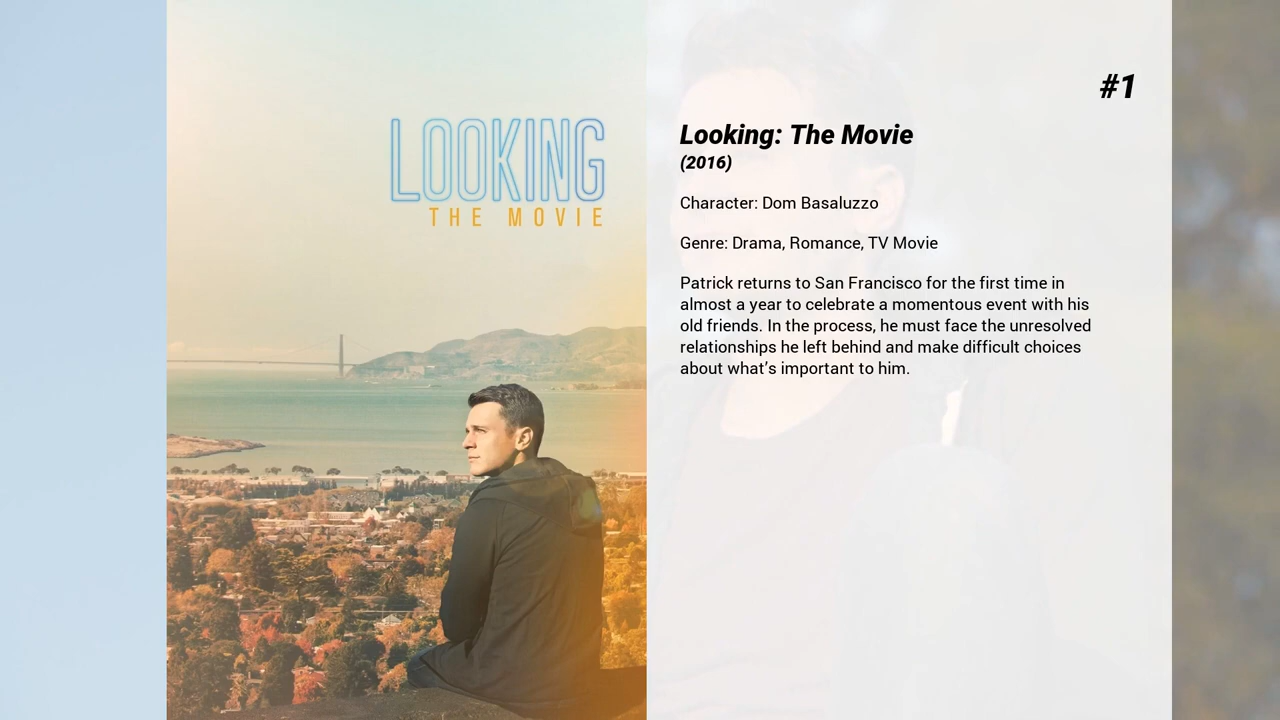 LOOKING
THE MOVIE
#1
Looking: The Movie
(2016)
Character: Dom Basaluzzo
Genre: Drama, Romance, TV Movie
Patrick returns to San Francisco for the first time in
almost a year to celebrate a momentous event with his
old friends. In the process, he must face the unresolved
relationships he left behind and make difficult choices
about what's important to him.